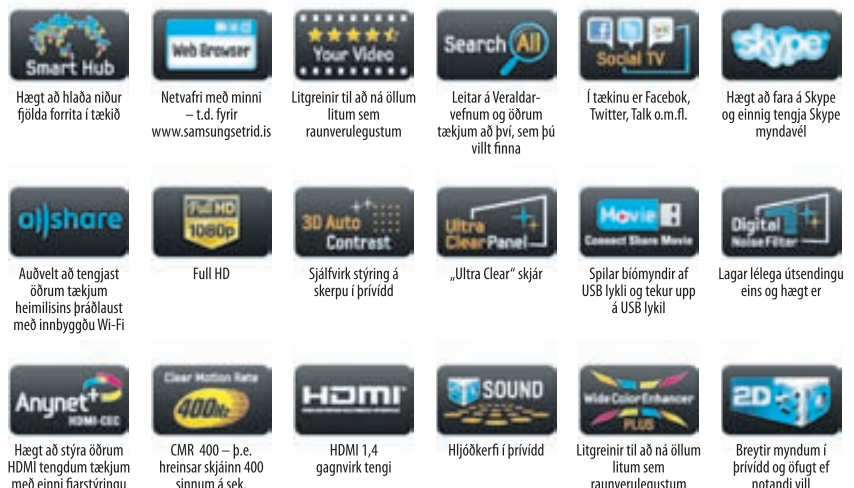 Smart Hub
Hægt að hlaða niður
fjölda forrita í tækið
Web Browser
Netvafri með minni
– t.d. fyrir
www.samsungsetrid.is
Your Video
Litgreinir til að ná öllum
litum sem
raunverulegustum
Search All
Leitar á Veraldar-
vefnum og öðrum
tækjum að því, sem þú
villt finna
Social TV
Í tækinu er Facebok,
Twitter, Talk o.m.fl.
skype
Hægt að fara á Skype
og einnig tengja Skype
myndavél
allshare
Auðvelt að tengjast
öðrum tækjum
heimilisins þráðlaust
með innbyggðu Wi-Fi
Full HD
1080p
Full HD
3D Auto
Contrast
Sjálfvirk stýring á
skerpu í þrívídd
Ultra
Clear Panel
„Ultra Clear“ skjár
Movie
Connect Share Movie
Spilar bíómyndir af
USB lykli og tekur upp
á USB lykil
Digital
Noise Filter
Lagar lélega útsendingu
eins og hægt er
Anynet+
HDMI-CEC
Hægt að stýra öðrum
HDMI tengdum tækjum
með einni fjarstýringu
Clear Motion Rate
400Hz
CMR 400 – þ.e.
hreinsar skjáinn 400
sinnum á sek.
HDMI
HDMI 1,4
gagnvirk tengi
3D SOUND
Hljóðkerfi í þrívídd
Wide Color Enhancer
PLUS
Litgreinir til að ná öllum
litum sem
raunverulegustum
2D 3D
Breytir myndum í
þrívídd og öfugt ef
notandi vill